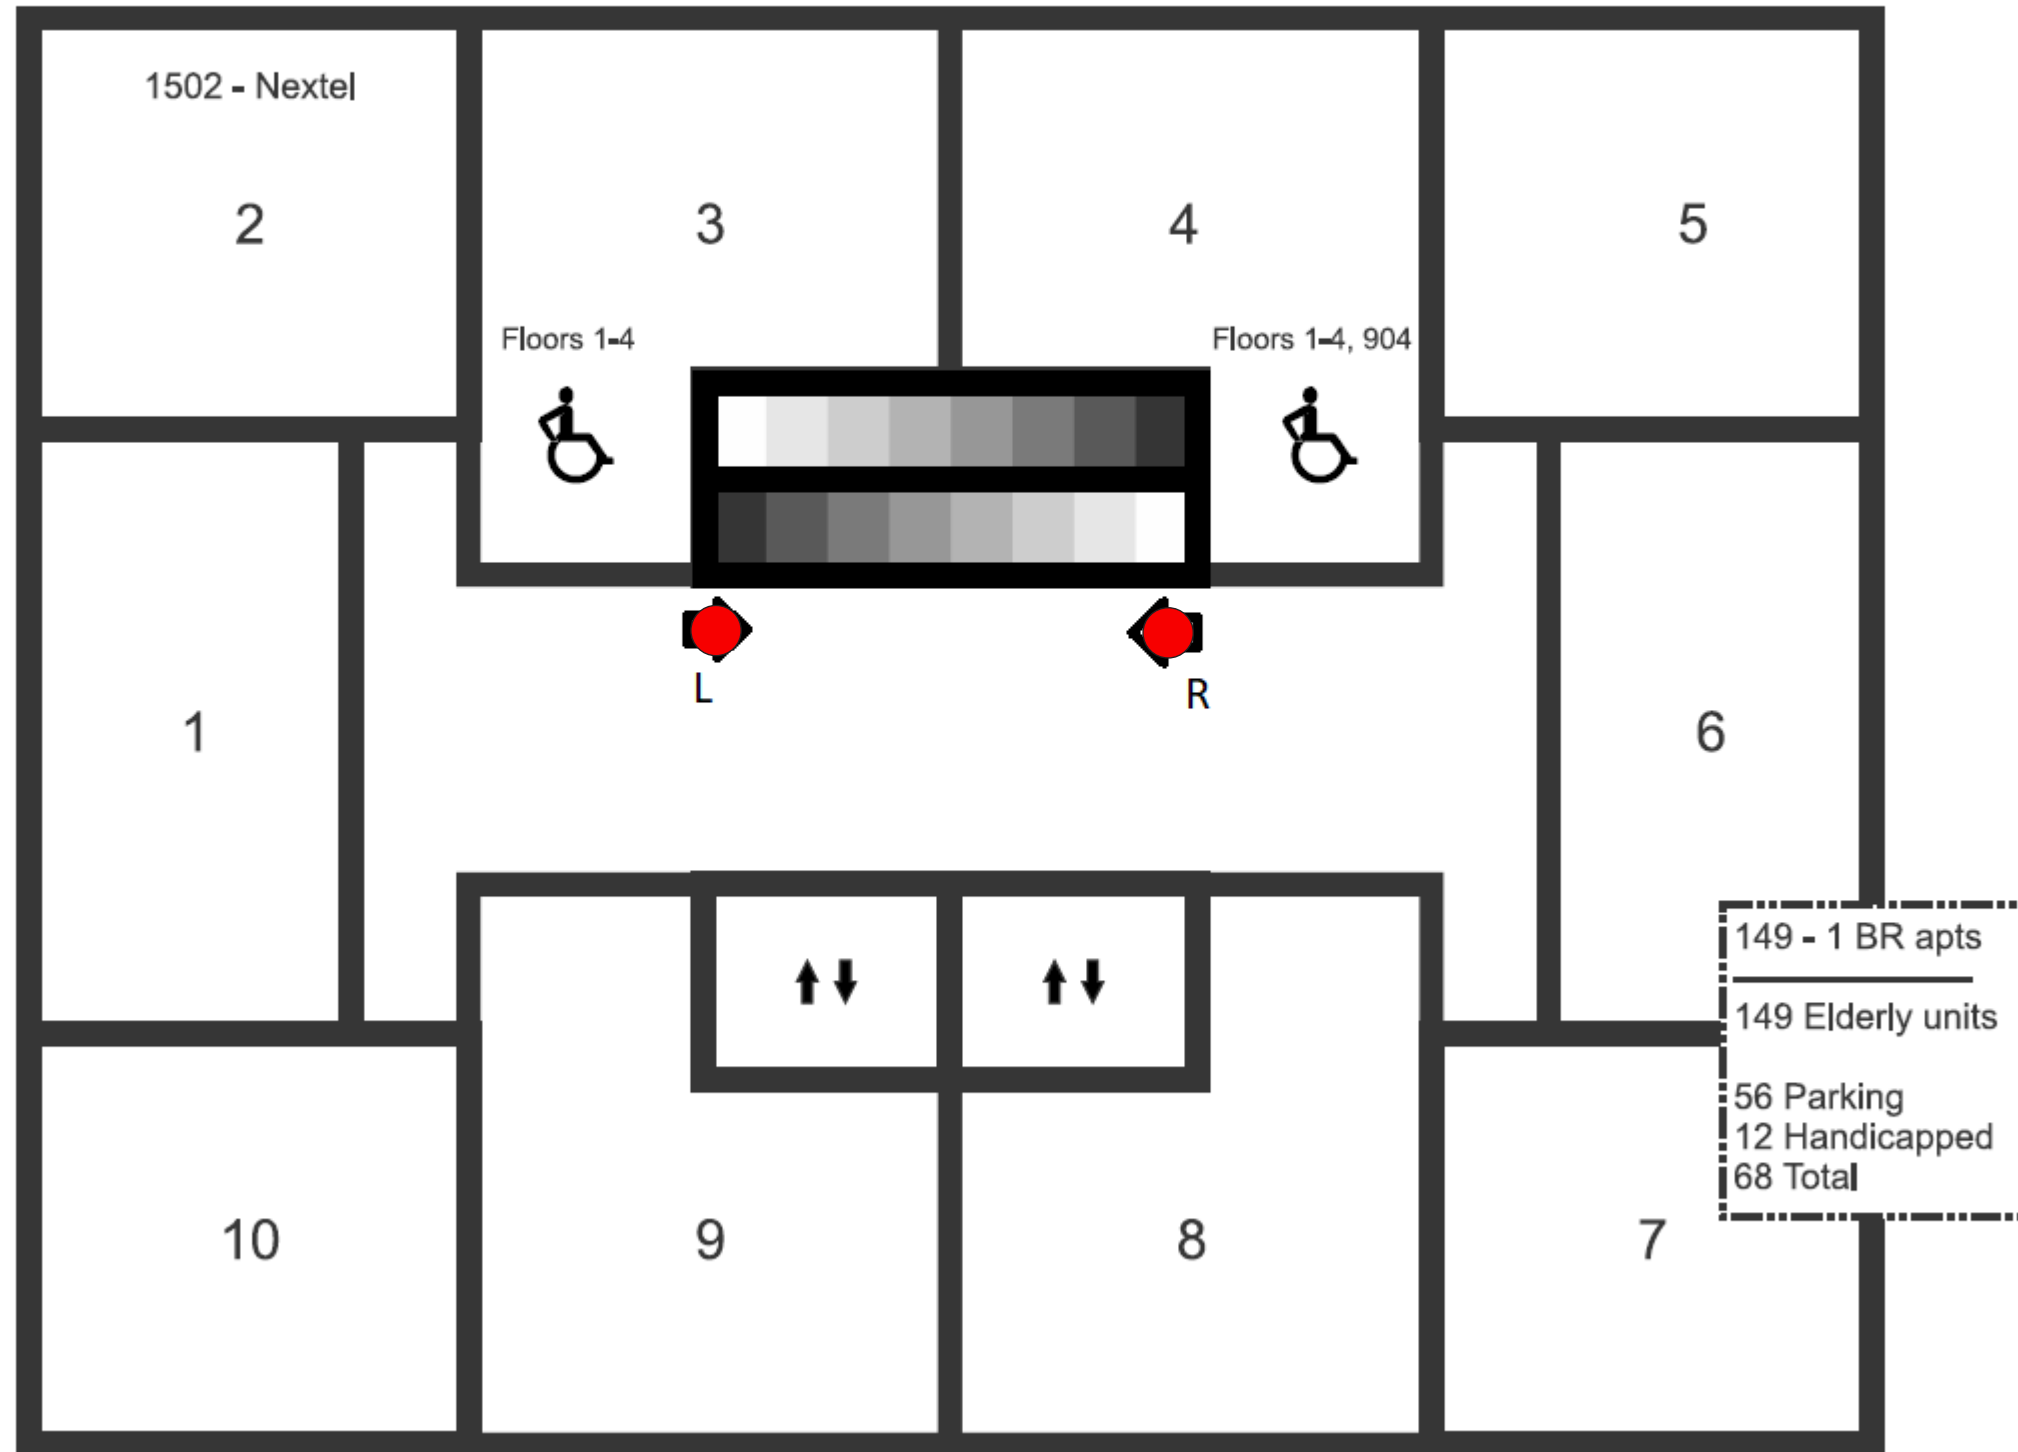 1502 - Nextel
2
3
4
5
Floors 1-4
Floors 1-4, 904
L
R
1
6
149 - 1 BR apts
149 Elderly units
56 Parking
12 Handicapped
68 Total
10
9
8
7